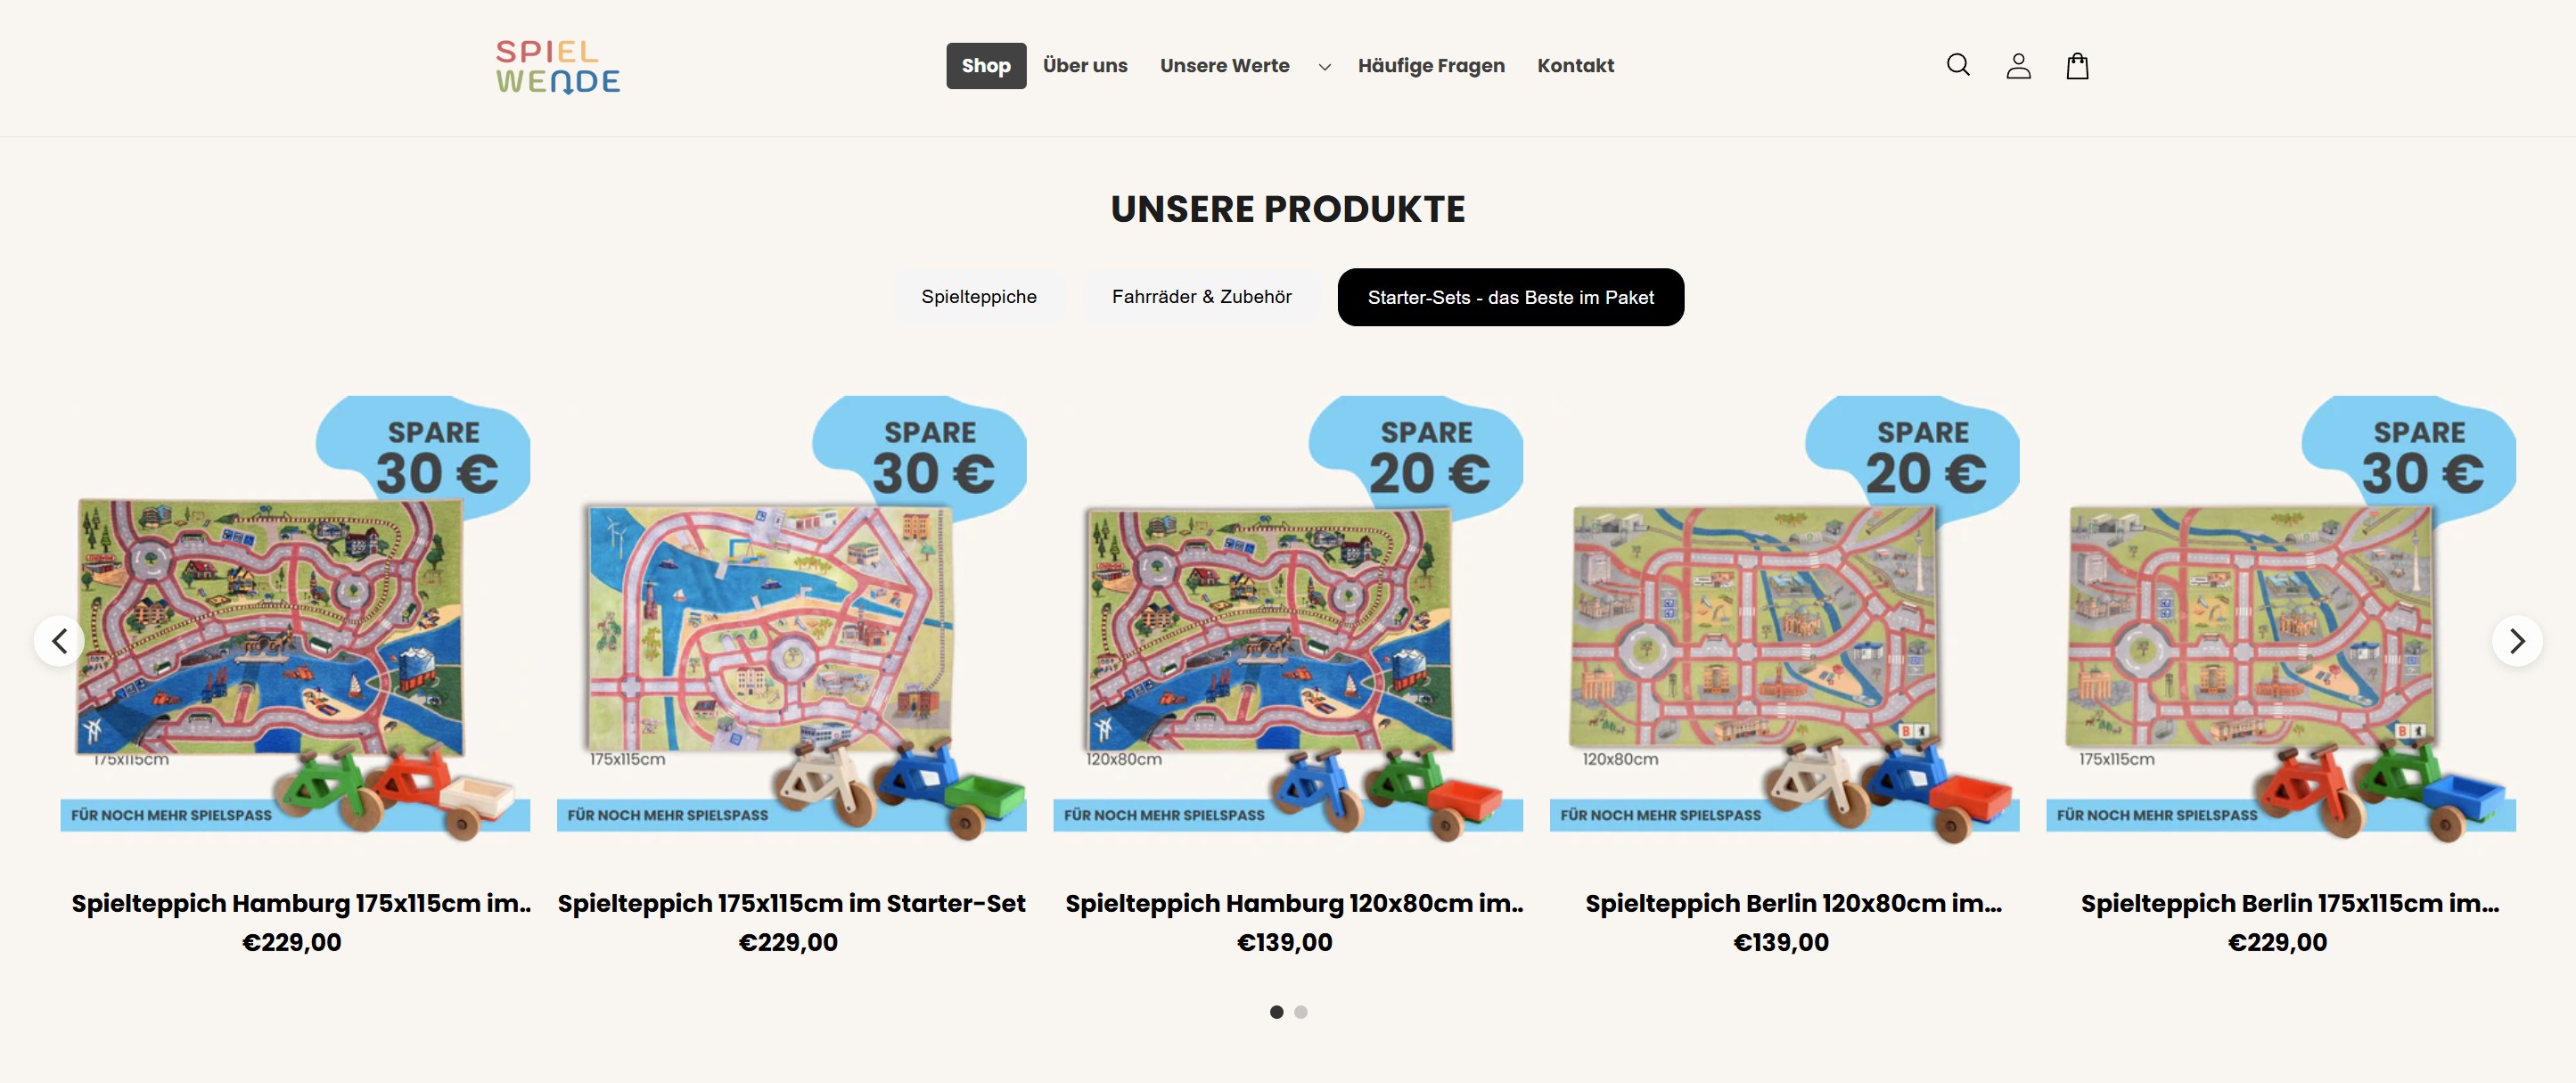 SPIEL
WENDE
Shop
Über uns
Unsere Werte
Häufige Fragen
Kontakt
UNSERE PRODUKTE
Spielteppiche
Fahrräder & Zubehör
Starter-Sets - das Beste im Paket
SPARE
30 €
175x115cm
FÜR NOCH MEHR SPIELSPASS
Spielteppich Hamburg 175x115cm im..
€229,00
SPARE
30 €
175x115cm
FÜR NOCH MEHR SPIELSPASS
Spielteppich 175x115cm im Starter-Set
€229,00
SPARE
20 €
120x80cm
FÜR NOCH MEHR SPIELSPASS
Spielteppich Hamburg 120x80cm im..
€139,00
SPARE
20 €
B
120x80cm
FÜR NOCH MEHR SPIELSPASS
Spielteppich Berlin 120x80cm im...
€139,00
SPARE
30 €
B
175x115cm
FÜR NOCH MEHR SPIELSPASS
Spielteppich Berlin 175x115cm im...
€229,00